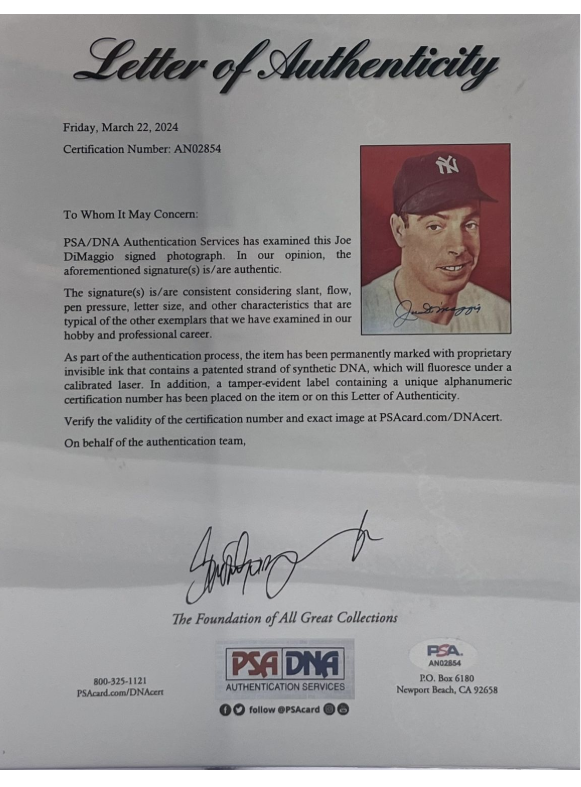 Letter of Authenticity
Friday, March 22, 2024
Certification Number: AN02854
To Whom It May Concern:
PSA/DNA Authentication Services has examined this Joe
DiMaggio signed photograph. In our opinion, the
aforementioned signature(s) is/are authentic.
The signature(s) is/are consistent considering slant, flow,
pen pressure, letter size, and other characteristics that are
typical of the other exemplars that we have examined in our
hobby and professional career.
NY
Joe DiMaggio
As part of the authentication process, the item has been permanently marked with proprietary
invisible ink that contains a patented strand of synthetic DNA, which will fluoresce under a
calibrated laser. In addition, a tamper-evident label containing a unique alphanumeric
certification number has been placed on the item or on this Letter of Authenticity.
Verify the validity of the certification number and exact image at PSAcard.com/DNAcert.
On behalf of the authentication team,
The Foundation of All Great Collections
800-325-1121
PSAcard.com/DNAcert
PSA DNA
AUTHENTICATION SERVICES
follow @PSAcard
PSA.
AN02854
P.O. Box 6180
Newport Beach, CA 92658